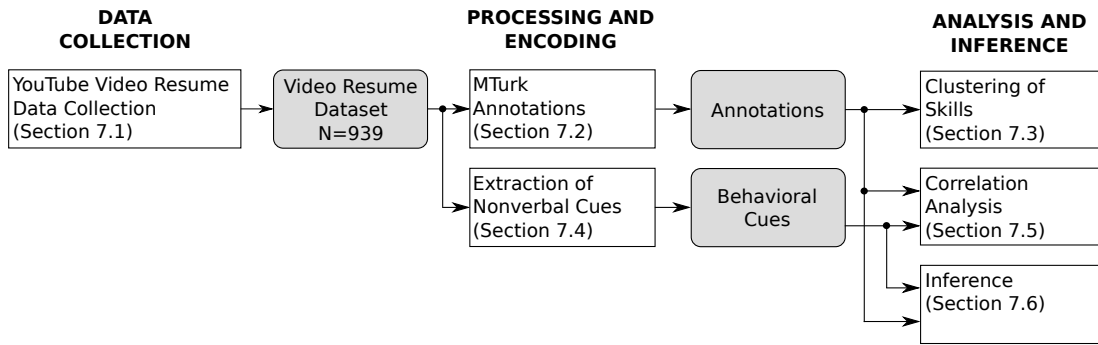 DATA
COLLECTION
PROCESSING AND
ENCODING
ANALYSIS AND
INFERENCE
YouTube Video Resume
Data Collection
(Section 7.1)
Video Resume
Dataset
N=939
MTurk
Annotations
(Section 7.2)
Annotations
Clustering of
Skills
(Section 7.3)
Extraction of
Nonverbal Cues
(Section 7.4)
Behavioral
Cues
Correlation
Analysis
(Section 7.5)
Inference
(Section 7.6)